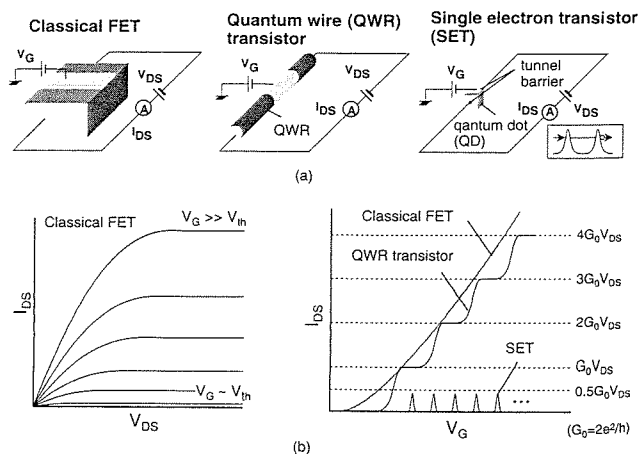 Classical FET
Quantum wire (QWR)
transistor
Single electron transistor
(SET)
V_G
V_DS
A
I_DS
V_G
V_DS
A
I_DS
QWR
V_G
tunnel
barrier
V_DS
I_DS
A
qantum dot
(QD)
(a)
Classical FET
V_G >> V_th
V_G ~ V_th
I_DS
V_DS
Classical FET
QWR transistor
SET
4G_0V_DS
3G_0V_DS
2G_0V_DS
G_0V_DS
0.5G_0V_DS
...
I_DS
V_G
(G_0=2e^2/h)
(b)